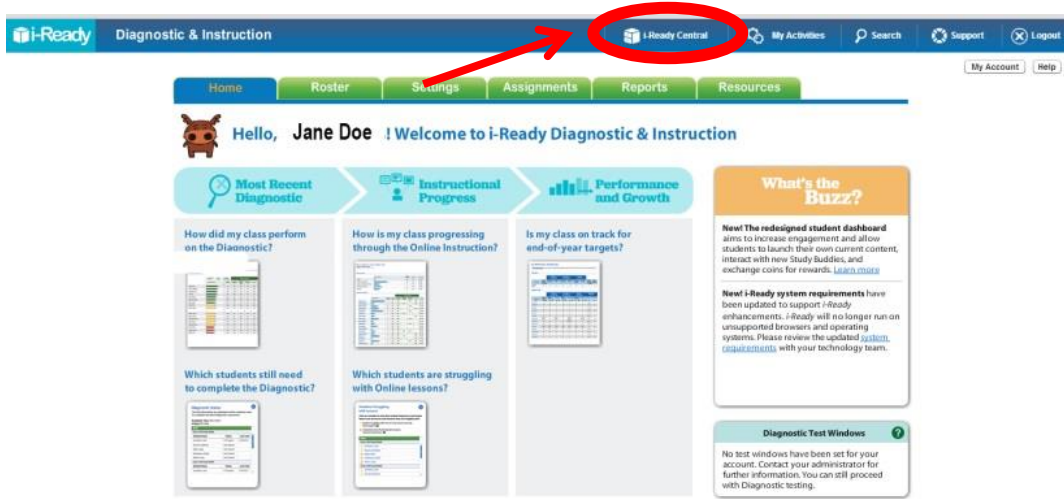 i-Ready Diagnostic & Instruction i-Ready Central My Activities Search Support Logout
My Account Help
Home Roster Settings Assignments Reports Resources
Hello, Jane Doe ! Welcome to i-Ready Diagnostic & Instruction
Most Recent
Diagnostic
Instructional
Progress
Performance
and Growth
How did my class perform
on the Diagnostic?
How is my class progressing
through the Online Instruction?
Is my class on track for
end-of-year targets?
Which students still need
to complete the Diagnostic?
Which students are struggling
with Online lessons?
What's the
Buzz?
New! The redesigned student dashboard
aims to increase engagement and allow
students to launch their own current content,
interact with new Study Buddies, and
exchange coins for rewards. Learn more
New! i-Ready system requirements have
been updated to support i-Ready
enhancements. i-Ready will no longer run on
unsupported browsers and operating
systems. Please review the updated system
requirements with your technology team.
Diagnostic Test Windows ?
No test windows have been set for your
account. Contact your administrator for
further information. You can still proceed
with Diagnostic testing.